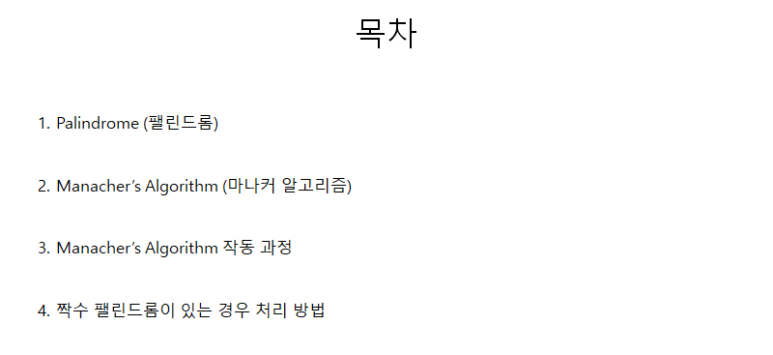 목차
1. Palindrome (팰린드롬)
2. Manacher’s Algorithm (마나커 알고리즘)
3. Manacher’s Algorithm 작동 과정
4. 짝수 팰린드롬이 있는 경우 처리 방법